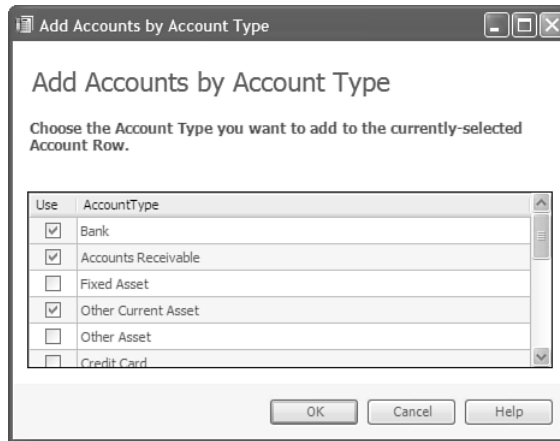 Add Accounts by Account Type
Add Accounts by Account Type
Choose the Account Type you want to add to the currently-selected
Account Row.
Use AccountType
Bank
Accounts Receivable
Fixed Asset
Other Current Asset
Other Asset
Credit Card
OK Cancel Help